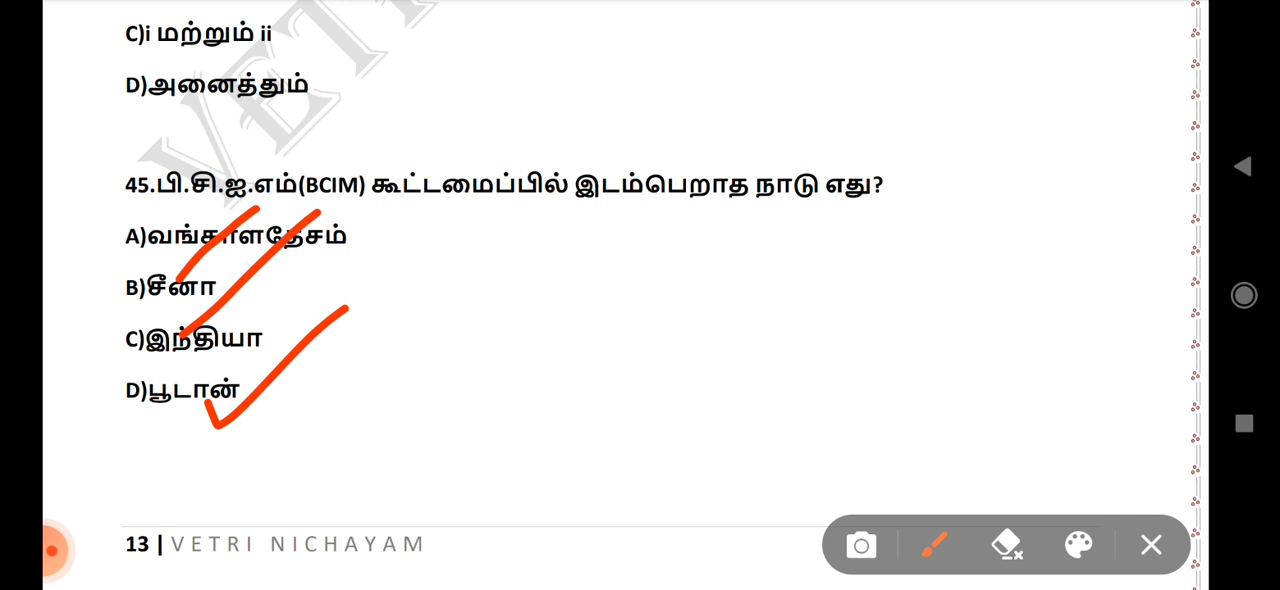 C)i மற்றும் ii
D)அனைத்தும்
45.பி.சி.ஐ.எம்(BCIM) கூட்டமைப்பில் இடம்பெறாத நாடு எது?
A)வங்காளதேசம்
B)சீனா
C)இந்தியா
D)பூடான்
13 | VETRI NICHAYAM